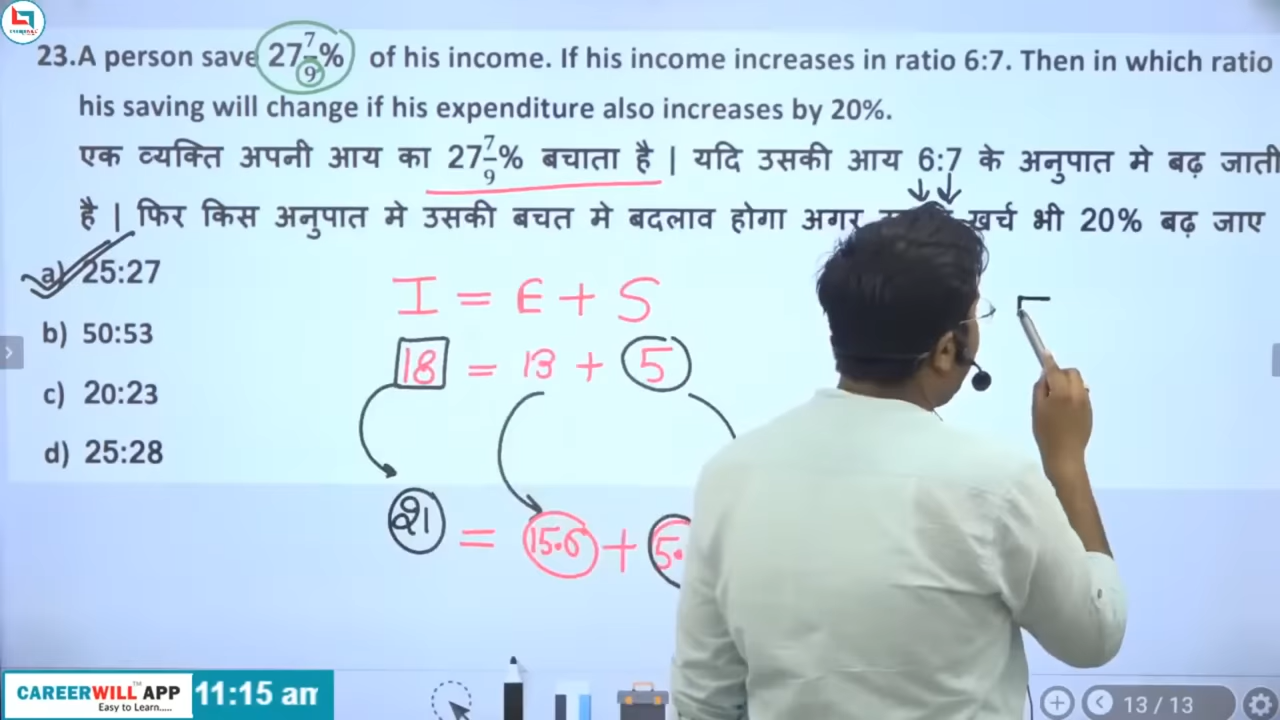 23.A person save 27 7/9 % of his income. If his income increases in ratio 6:7. Then in which ratio
his saving will change if his expenditure also increases by 20%.
एक व्यक्ति अपनी आय का 27 7/9 % बचाता है | यदि उसकी आय 6:7 के अनुपात मे बढ़ जाती
है | फिर किस अनुपात मे उसकी बचत मे बदलाव होगा अगर खर्च भी 20% बढ़ जाए
a) 25:27
b) 50:53
c) 20:23
d) 25:28
I = E + S
18 = 13 + 5
21 = 15.6 + 5.
CAREERWILL APP
Easy to Learn.....
11:15 am
13 / 13